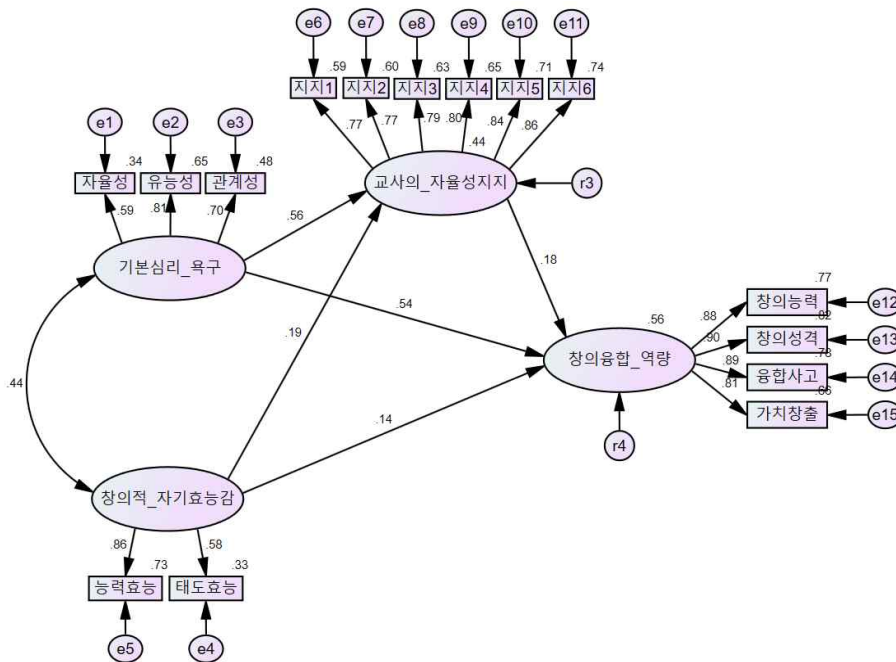 e6 e7 e8 e9 e10 e11
.59 .60 .63 .65 .71 .74
지지1 지지2 지지3 지지4 지지5 지지6
.77 .77 .79 .80 .84 .86
.44
교사의_자율성지지
r3
e1 e2 e3
.34 .65 .48
자율성 유능성 관계성
.59 .81 .70
기본심리_욕구
.56
.18
.54
.19
.44
.14
.56
창의융합_역량
r4
.77
.88 창의능력 e12
.82
.90 창의성격 e13
.89 .78
융합사고 e14
.81 .66
가치창출 e15
창의적_자기효능감
.86 .58
.73 .33
능력효능 태도효능
e5 e4